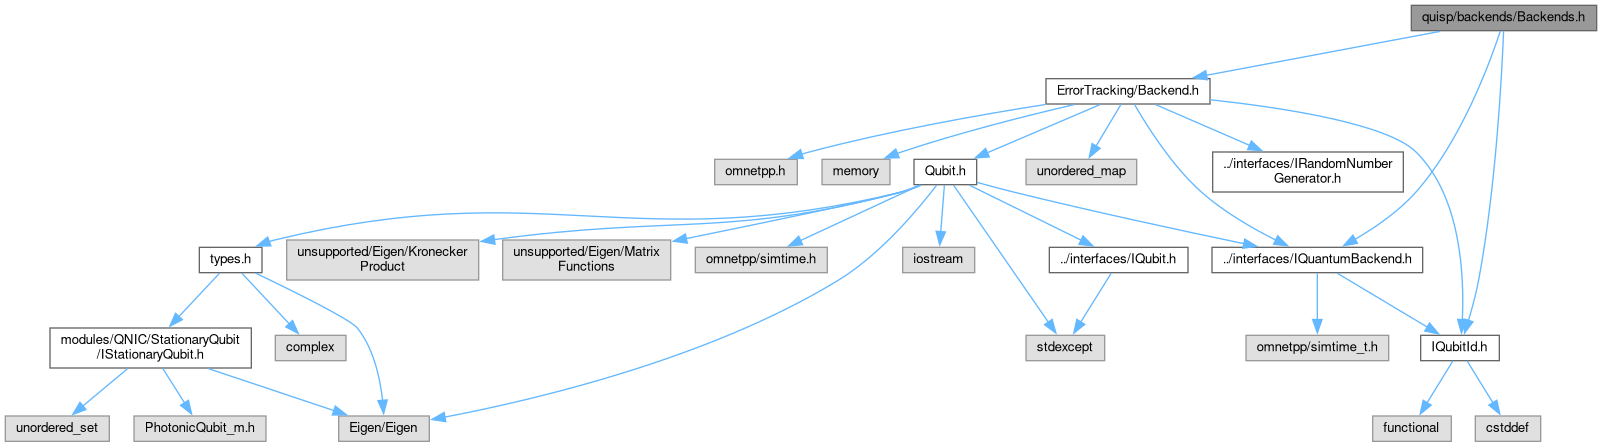 quisp/backends/Backends.h
ErrorTracking/Backend.h
omnetpp.h
memory
Qubit.h
unordered_map
../interfaces/IRandomNumber
Generator.h
types.h
unsupported/Eigen/Kronecker
Product
unsupported/Eigen/Matrix
Functions
omnetpp/simtime.h
iostream
../interfaces/IQubit.h
../interfaces/IQuantumBackend.h
modules/QNIC/StationaryQubit
/IStationaryQubit.h
complex
stdexcept
omnetpp/simtime_t.h
IQubitId.h
unordered_set
PhotonicQubit_m.h
Eigen/Eigen
functional
cstddef